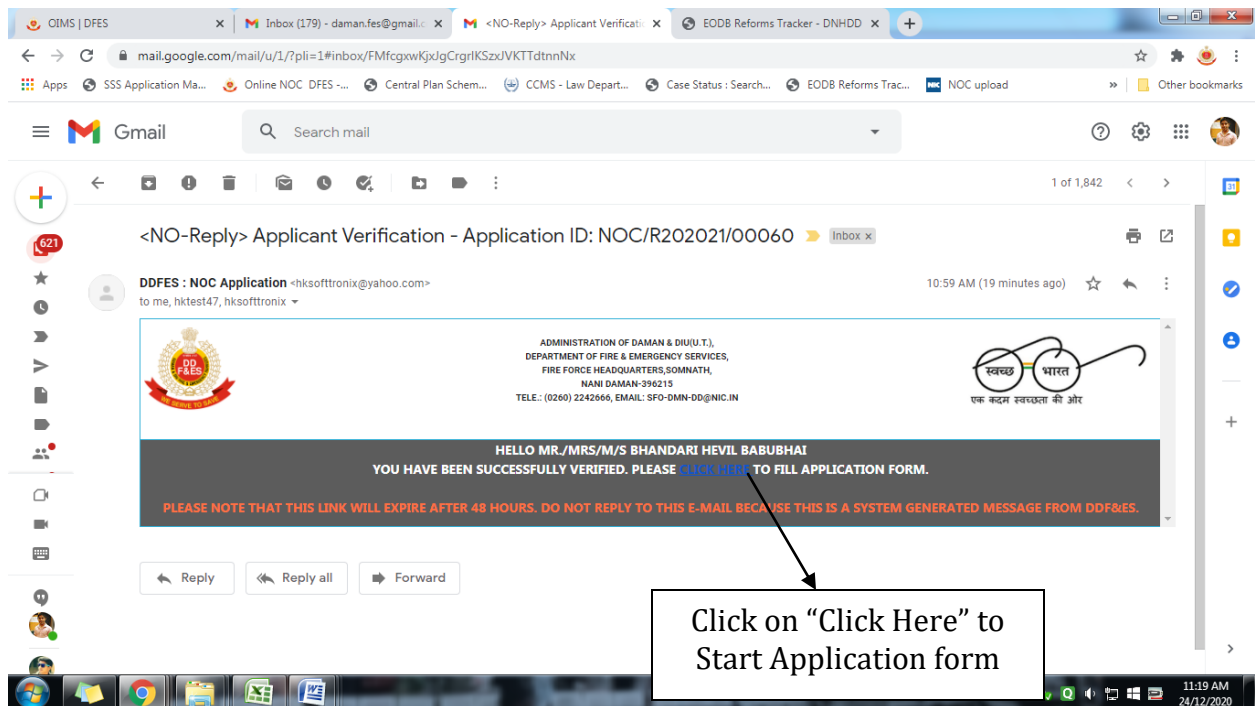 OIMS | DFES
Inbox (179) - daman.fes@gmail.c
<NO-Reply> Applicant Verificatio
EODB Reforms Tracker - DNHDD
mail.google.com/mail/u/1/?pli=1#inbox/FMfcgxwKjxJgCrgrlKSzxJVKTTdtnnNx
Apps
SSS Application Ma...
Online NOC DFES -...
Central Plan Schem...
CCMS - Law Depart...
Case Status : Search...
EODB Reforms Trac...
NOC upload
»
Other bookmarks
Gmail
Search mail
1 of 1,842
31
621
<NO-Reply> Applicant Verification - Application ID: NOC/R202021/00060
Inbox x
DDFES : NOC Application <hksofttronix@yahoo.com>
10:59 AM (19 minutes ago)
to me, hktest47, hksofttronix
DD
F&ES
WE SERVE TO SAVE
ADMINISTRATION OF DAMAN & DIU(U.T.),
DEPARTMENT OF FIRE & EMERGENCY SERVICES,
FIRE FORCE HEADQUARTERS,SOMNATH,
NANI DAMAN-396215
TELE.: (0260) 2242666, EMAIL: SFO-DMN-DD@NIC.IN
स्वच्छ भारत
एक कदम स्वच्छता की ओर
HELLO MR./MRS/M/S BHANDARI HEVIL BABUBHAI
YOU HAVE BEEN SUCCESSFULLY VERIFIED. PLEASE CLICK HERE TO FILL APPLICATION FORM.
PLEASE NOTE THAT THIS LINK WILL EXPIRE AFTER 48 HOURS. DO NOT REPLY TO THIS E-MAIL BECAUSE THIS IS A SYSTEM GENERATED MESSAGE FROM DDF&ES.
Reply
Reply all
Forward
Click on “Click Here” to
Start Application form
11:19 AM
24/12/2020